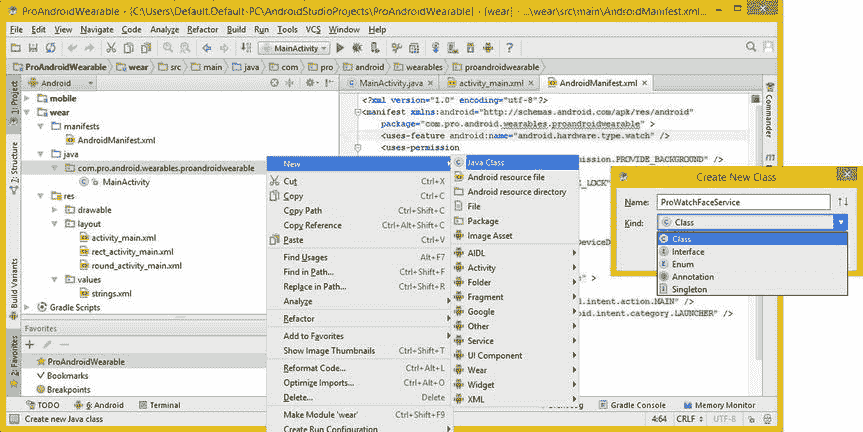 ProAndroidWearable - [C:\Users\Default.Default-PC\AndroidStudioProjects\ProAndroidWearable] - [wear] - ...\wear\src\main\AndroidManifest.xml...
File Edit View Navigate Code Analyze Refactor Build Run Tools VCS Window Help
MainActivity
ProAndroidWearable wear src main java com pro android wearables proandroidwearable
1: Project
7: Structure
Build Variants
2: Favorites
Android
mobile
wear
manifests
AndroidManifest.xml
java
com.pro.android.wearables.proandroidwearable
MainActivity
res
drawable
layout
activity_main.xml
rect_activity_main.xml
round_activity_main.xml
values
strings.xml
Gradle Scripts
Favorites
ProAndroidWearable
Bookmarks
Breakpoints
MainActivity.java
activity_main.xml
AndroidManifest.xml
<?xml version="1.0" encoding="utf-8"?>
<manifest xmlns:android="http://schemas.android.com/apk/res/android"
package="com.pro.android.wearables.proandroidwearable" >
<uses-feature android:name="android.hardware.type.watch" />
<uses-permission
mission.PROVIDE_BACKGROUND" />
_LOCK"
DeviceD
" >
.intent.action.MAIN" />
oid.intent.category.LAUNCHER" />
Commander
New
Cut Ctrl+X
Copy Ctrl+C
Copy Path Ctrl+Shift+C
Copy Reference Ctrl+Alt+Shift+C
Paste Ctrl+V
Find Usages Alt+F7
Find in Path... Ctrl+Shift+F
Replace in Path... Ctrl+Shift+R
Analyze
Refactor
Add to Favorites
Show Image Thumbnails Ctrl+Shift+T
Reformat Code... Ctrl+Alt+L
Optimize Imports... Ctrl+Alt+O
Delete... Delete
Make Module 'wear' Ctrl+Shift+F9
Create Run Configuration
Java Class
Android resource file
Android resource directory
File
Package
Image Asset
AIDL
Activity
Folder
Fragment
Google
Other
Service
UI Component
Wear
Widget
XML
Create New Class
Name: ProWatchFaceService
Kind: Class
Class
Interface
Enum
Annotation
Singleton
TODO
6: Android
Terminal
Gradle Console
Memory Monitor
Create new Java class
4:64 CRLF UTF-8